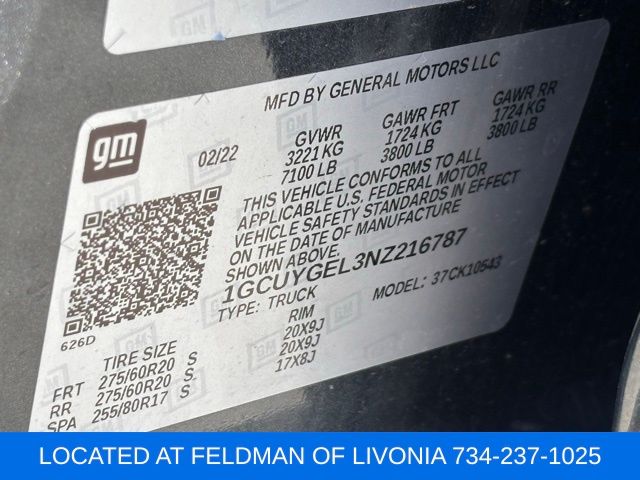 MFD BY GENERAL MOTORS LLC
gm
02/22
GVWR GAWR FRT GAWR RR
3221 KG 1724 KG 1724 KG
7100 LB 3800 LB 3800 LB
THIS VEHICLE CONFORMS TO ALL
APPLICABLE U.S. FEDERAL MOTOR
VEHICLE SAFETY STANDARDS IN EFFECT
ON THE DATE OF MANUFACTURE
SHOWN ABOVE.
1GCUYGEL3NZ216787
TYPE: TRUCK MODEL: 37CK10543
626D
TIRE SIZE RIM
FRT 275/60R20 S 20X9J
RR 275/60R20 S 20X9J
SPA 255/80R17 S 17X8J
LOCATED AT FELDMAN OF LIVONIA 734-237-1025